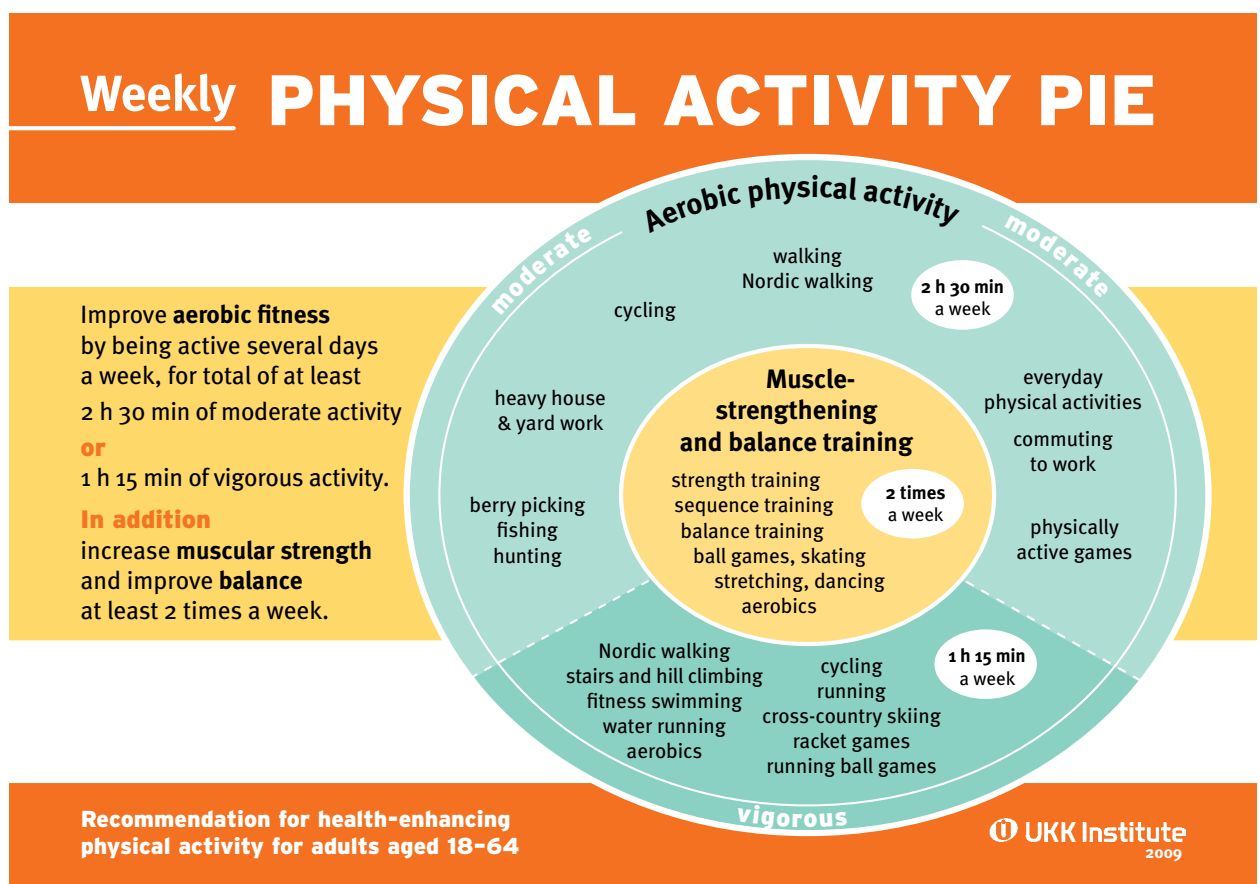 Weekly PHYSICAL ACTIVITY PIE
Improve aerobic fitness
by being active several days
a week, for total of at least
2 h 30 min of moderate activity
or
1 h 15 min of vigorous activity.
In addition
increase muscular strength
and improve balance
at least 2 times a week.
Aerobic physical activity
moderate
moderate
walking
Nordic walking
2 h 30 min
a week
cycling
heavy house
& yard work
berry picking
fishing
hunting
everyday
physical activities
commuting
to work
physically
active games
Muscle-
strengthening
and balance training
strength training
sequence training
balance training
ball games, skating
stretching, dancing
aerobics
2 times
a week
Nordic walking
stairs and hill climbing
fitness swimming
water running
aerobics
cycling
running
cross-country skiing
racket games
running ball games
1 h 15 min
a week
vigorous
Recommendation for health-enhancing
physical activity for adults aged 18–64
UKK Institute
2009